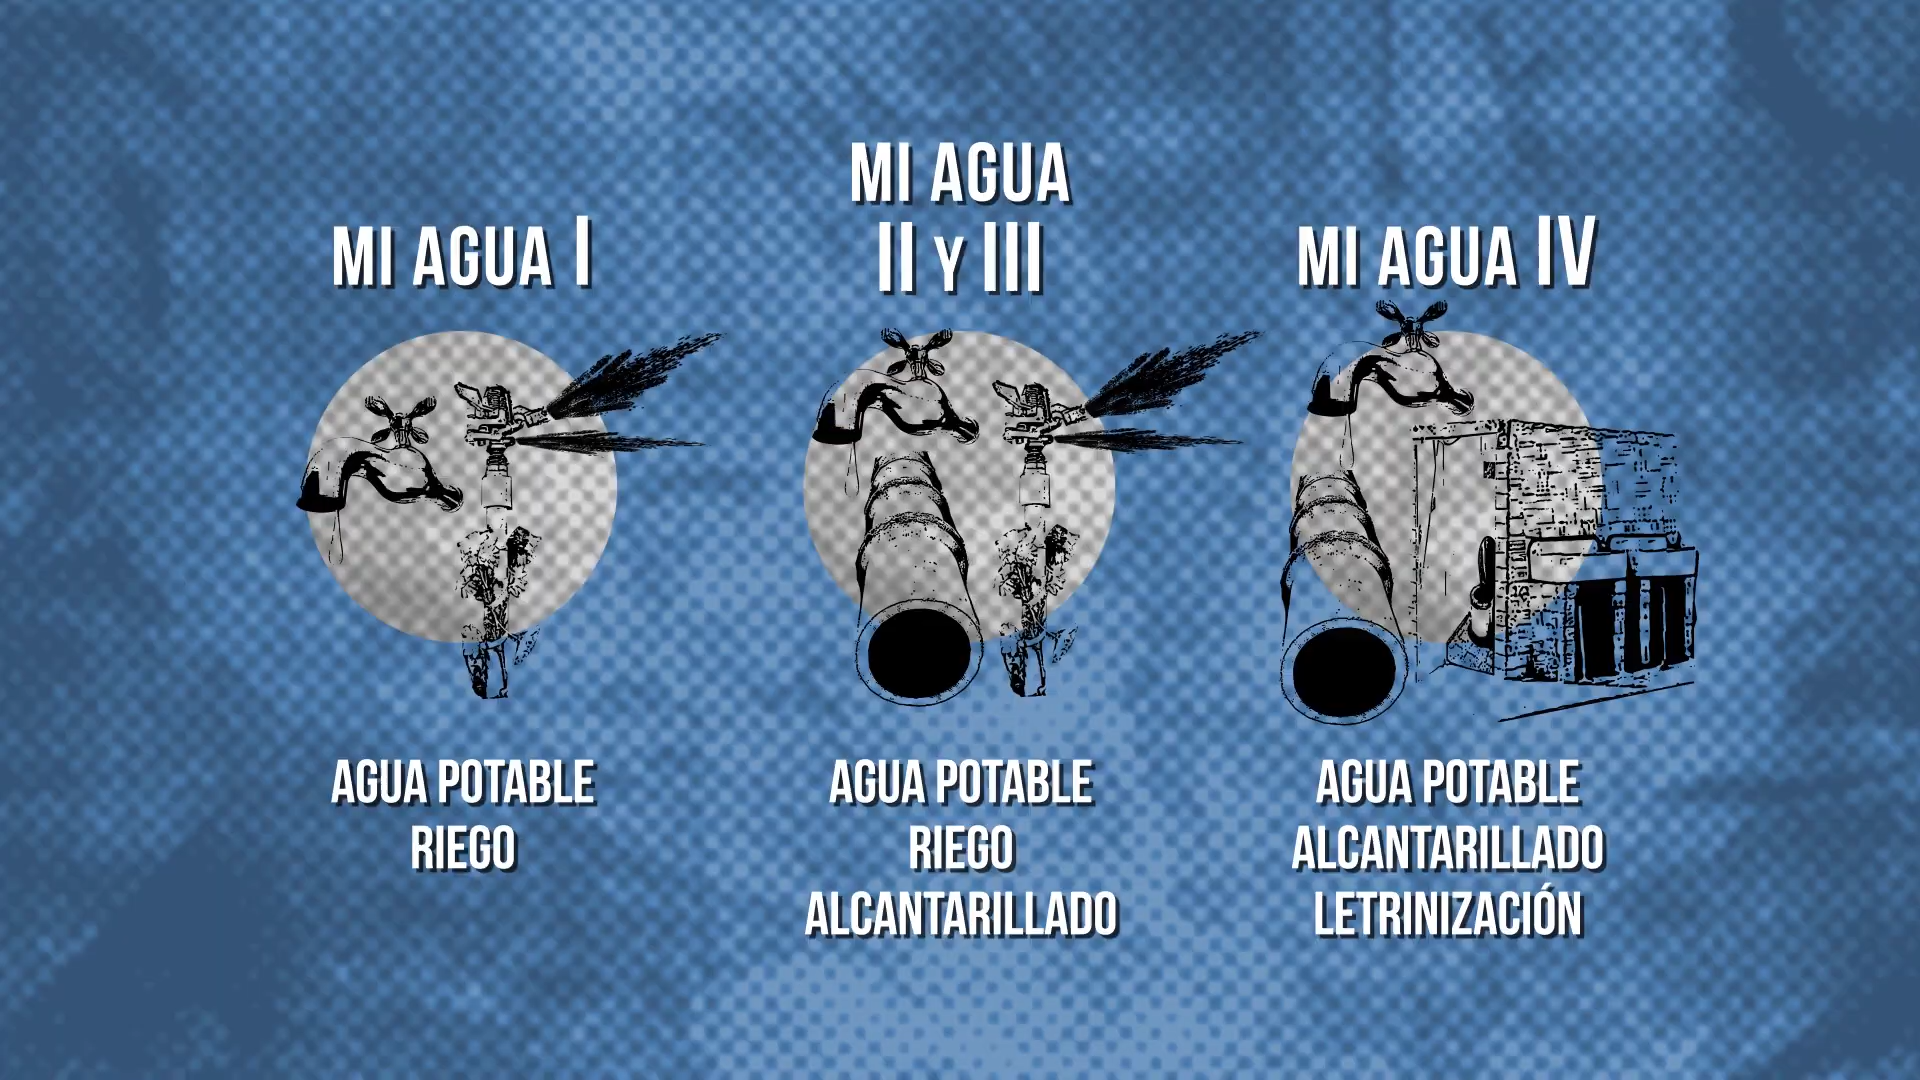 MI AGUA I
AGUA POTABLE
RIEGO
MI AGUA
II Y III
AGUA POTABLE
RIEGO
ALCANTARILLADO
MI AGUA IV
AGUA POTABLE
ALCANTARILLADO
LETRINIZACIÓN